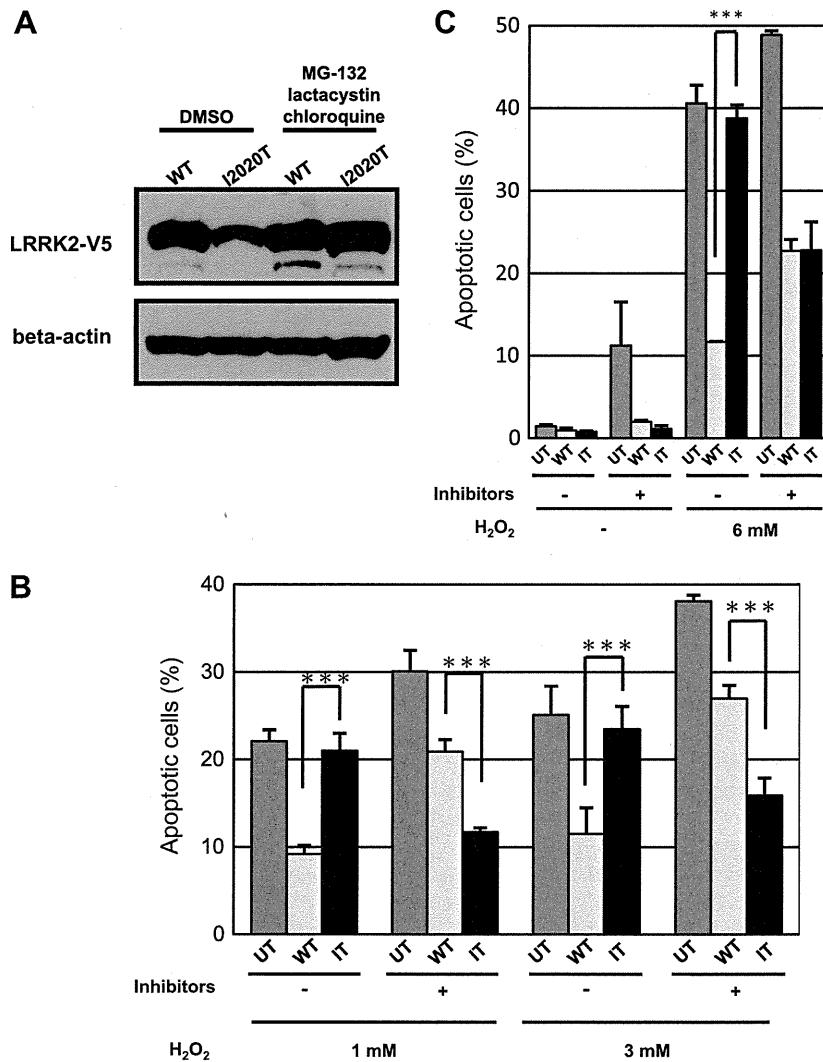 A
DMSO
MG-132
lactacystin
chloroquine
WT I2020T WT I2020T
LRRK2-V5
beta-actin
C
Apoptotic cells (%)
50
40
30
20
10
0
***
UT WT IT UT WT IT UT WT IT UT WT IT
Inhibitors - + - +
H2O2 - 6 mM
B
Apoptotic cells (%)
40
30
20
10
0
*** *** *** ***
UT WT IT UT WT IT UT WT IT UT WT IT
Inhibitors - + - +
H2O2 1 mM 3 mM